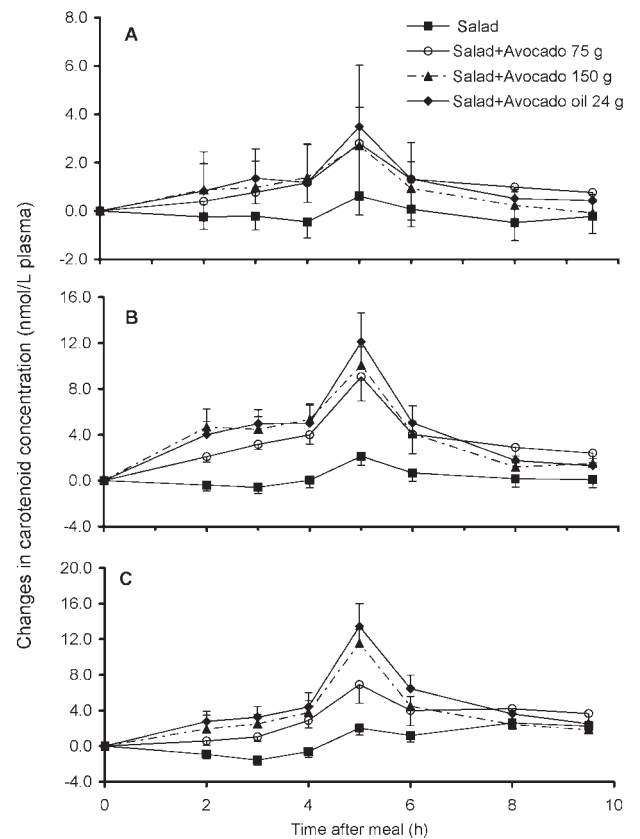 8.0
A
Salad
Salad+Avocado 75 g
6.0
Salad+Avocado 150 g
Salad+Avocado oil 24 g
4.0
2.0
0.0
-2.0
16.0
B
12.0
8.0
4.0
0.0
-4.0
20.0
C
16.0
12.0
8.0
4.0
0.0
-4.0
0 2 4 6 8 10
Time after meal (h)
Changes in carotenoid concentration (nmol/L plasma)